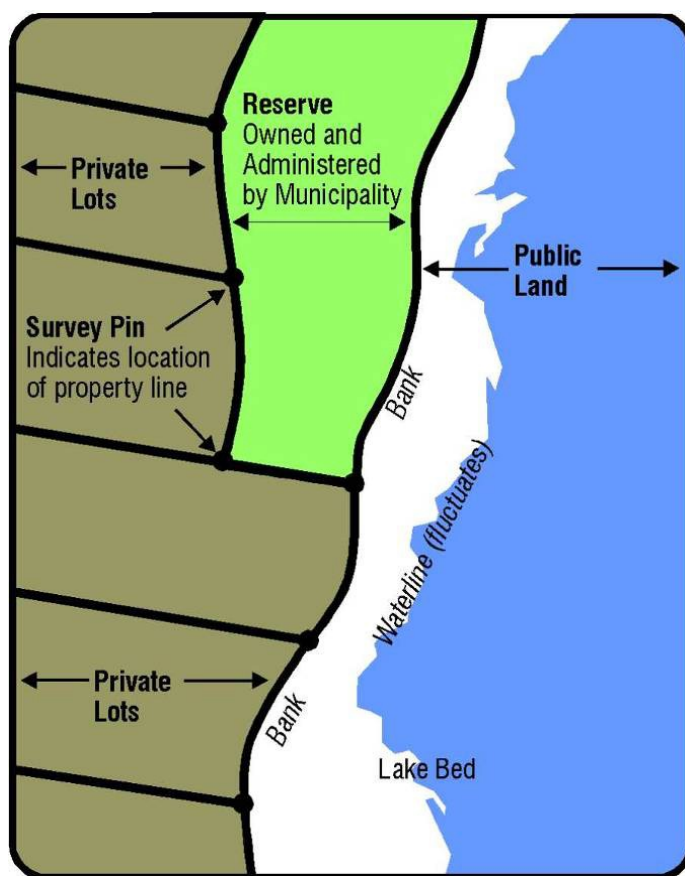 Reserve
Owned and
Administered
by Municipality
Private
Lots
Public
Land
Survey Pin
Indicates location
of property line
Bank
Waterline (fluctuates)
Private
Lots
Bank
Lake Bed